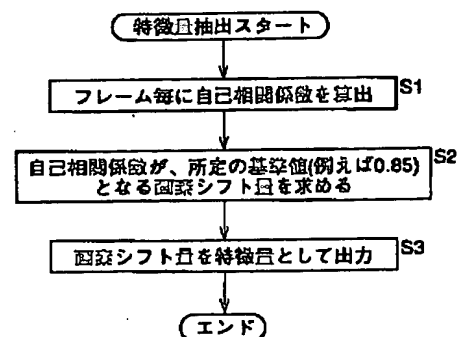 特徴量抽出スタート
フレーム毎に自己相関係数を算出
S1
自己相関係数が、所定の基準値(例えば0.85)
となる画素シフト量を求める
S2
画素シフト量を特徴量として出力
S3
エンド